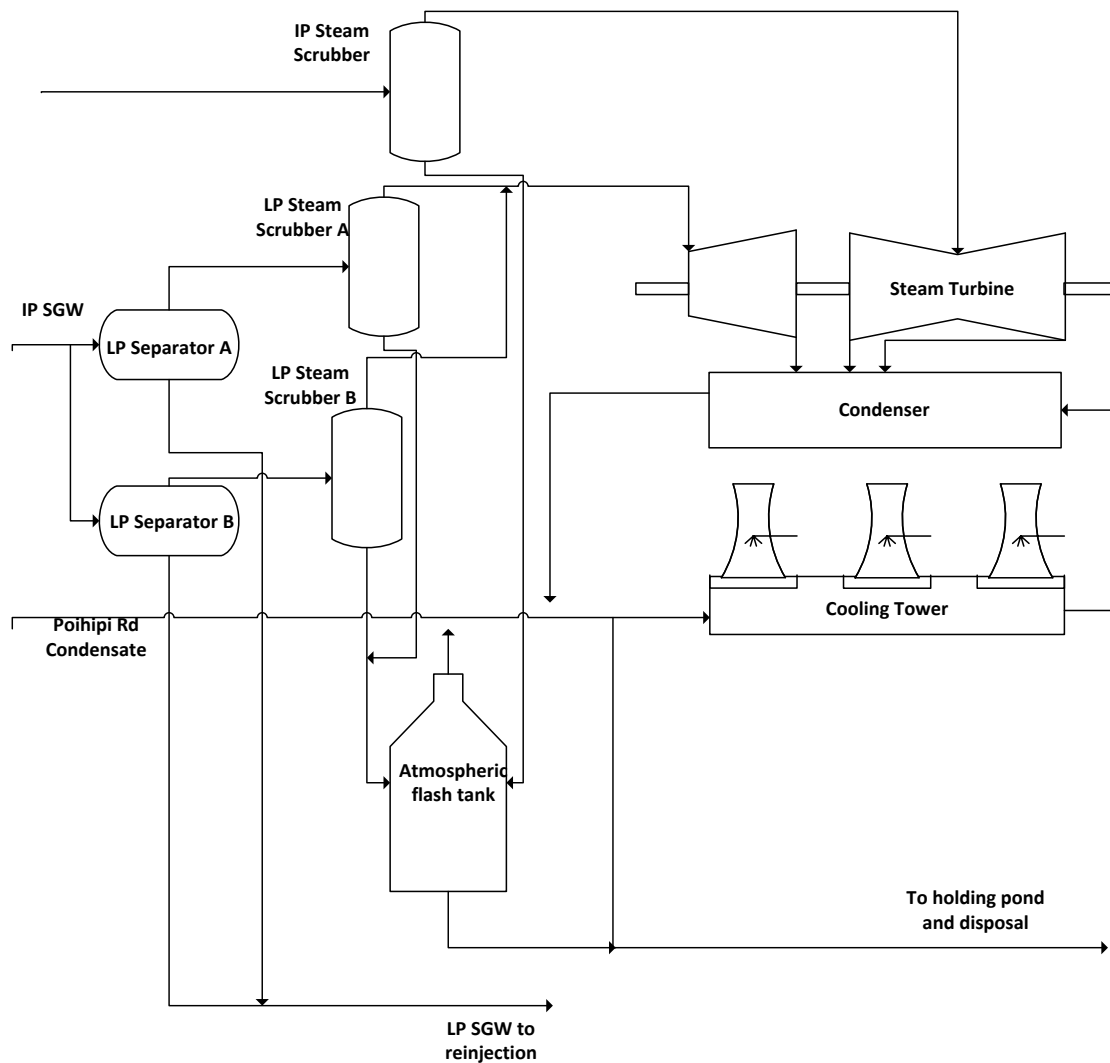 IP Steam
Scrubber
LP Steam
Scrubber A
IP SGW
Steam Turbine
LP Separator A
LP Steam
Scrubber B
Condenser
LP Separator B
Cooling Tower
Poihipi Rd
Condensate
Atmospheric
flash tank
To holding pond
and disposal
LP SGW to
reinjection